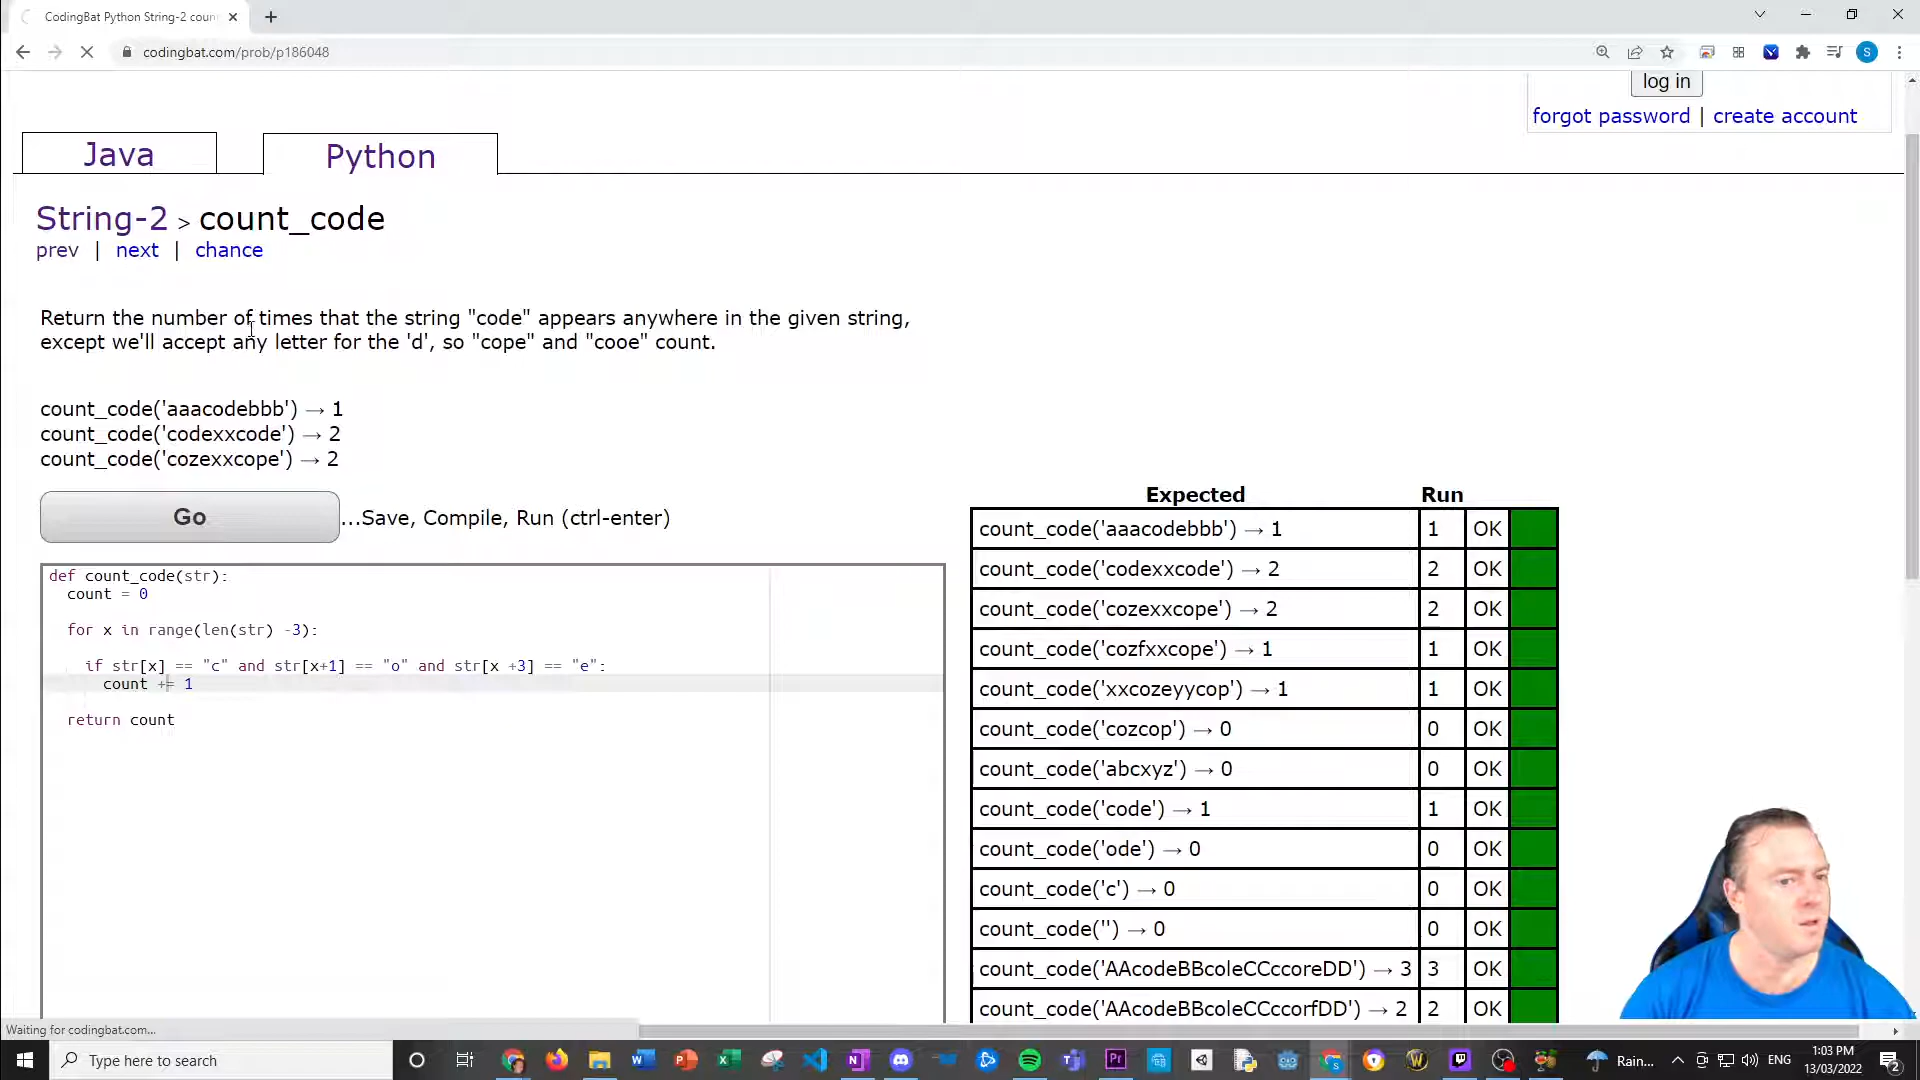 CodingBat Python String-2 coun
codingbat.com/prob/p186048
S
log in
forgot password | create account
Java
Python
String-2 > count_code
prev | next | chance
Return the number of times that the string "code" appears anywhere in the given string,
except we'll accept any letter for the 'd', so "cope" and "cooe" count.
count_code('aaacodebbb') → 1
count_code('codexxcode') → 2
count_code('cozexxcope') → 2
Go
...Save, Compile, Run (ctrl-enter)
def count_code(str):
count = 0
for x in range(len(str) -3):
if str[x] == "c" and str[x+1] == "o" and str[x +3] == "e":
count += 1
return count
Expected Run
count_code('aaacodebbb') → 1 1 OK
count_code('codexxcode') → 2 2 OK
count_code('cozexxcope') → 2 2 OK
count_code('cozfxxcope') → 1 1 OK
count_code('xxcozeyycop') → 1 1 OK
count_code('cozcop') → 0 0 OK
count_code('abcxyz') → 0 0 OK
count_code('code') → 1 1 OK
count_code('ode') → 0 0 OK
count_code('c') → 0 0 OK
count_code('') → 0 0 OK
count_code('AAcodeBBcoleCCccoreDD') → 3 3 OK
count_code('AAcodeBBcoleCCccorfDD') → 2 2 OK
Waiting for codingbat.com...
Type here to search
Rain...
ENG
1:03 PM
13/03/2022
2